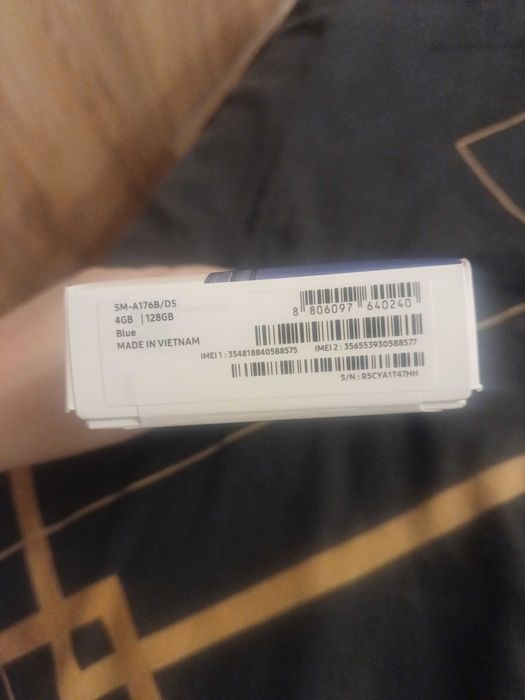 SM-A176B/DS
4GB | 128GB
Blue
MADE IN VIETNAM
8 806097 640240
IMEI 1 : 354818840588575 IMEI 2 : 356553930588577
S/N : R5CYA1T47HH